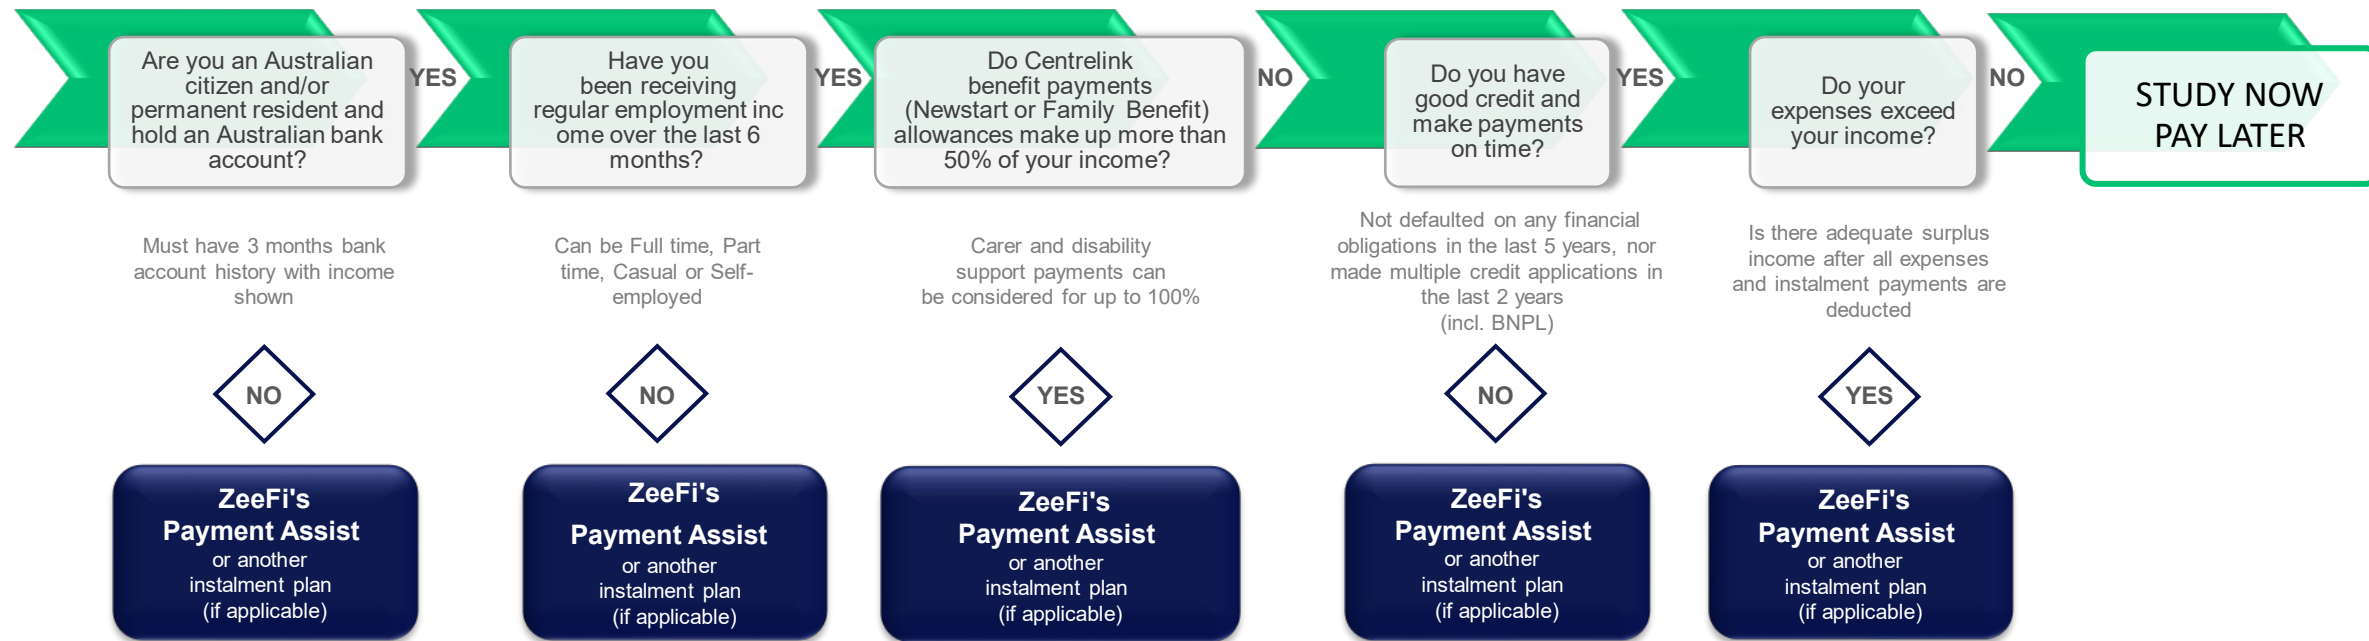 Are you an Australian
citizen and/or
permanent resident and
hold an Australian bank
account?
YES
Have you
been receiving
regular employment inc
ome over the last 6
months?
YES
Do Centrelink
benefit payments
(Newstart or Family Benefit)
allowances make up more than
50% of your income?
NO
Do you have
good credit and
make payments
on time?
YES
Do your
expenses exceed
your income?
NO
STUDY NOW
PAY LATER
Must have 3 months bank
account history with income
shown
Can be Full time, Part
time, Casual or Self-
employed
Carer and disability
support payments can
be considered for up to 100%
Not defaulted on any financial
obligations in the last 5 years, nor
made multiple credit applications in
the last 2 years
(incl. BNPL)
Is there adequate surplus
income after all expenses
and instalment payments are
deducted
NO
NO
YES
NO
YES
ZeeFi's
Payment Assist
or another
instalment plan
(if applicable)
ZeeFi's
Payment Assist
or another
instalment plan
(if applicable)
ZeeFi's
Payment Assist
or another
instalment plan
(if applicable)
ZeeFi's
Payment Assist
or another
instalment plan
(if applicable)
ZeeFi's
Payment Assist
or another
instalment plan
(if applicable)